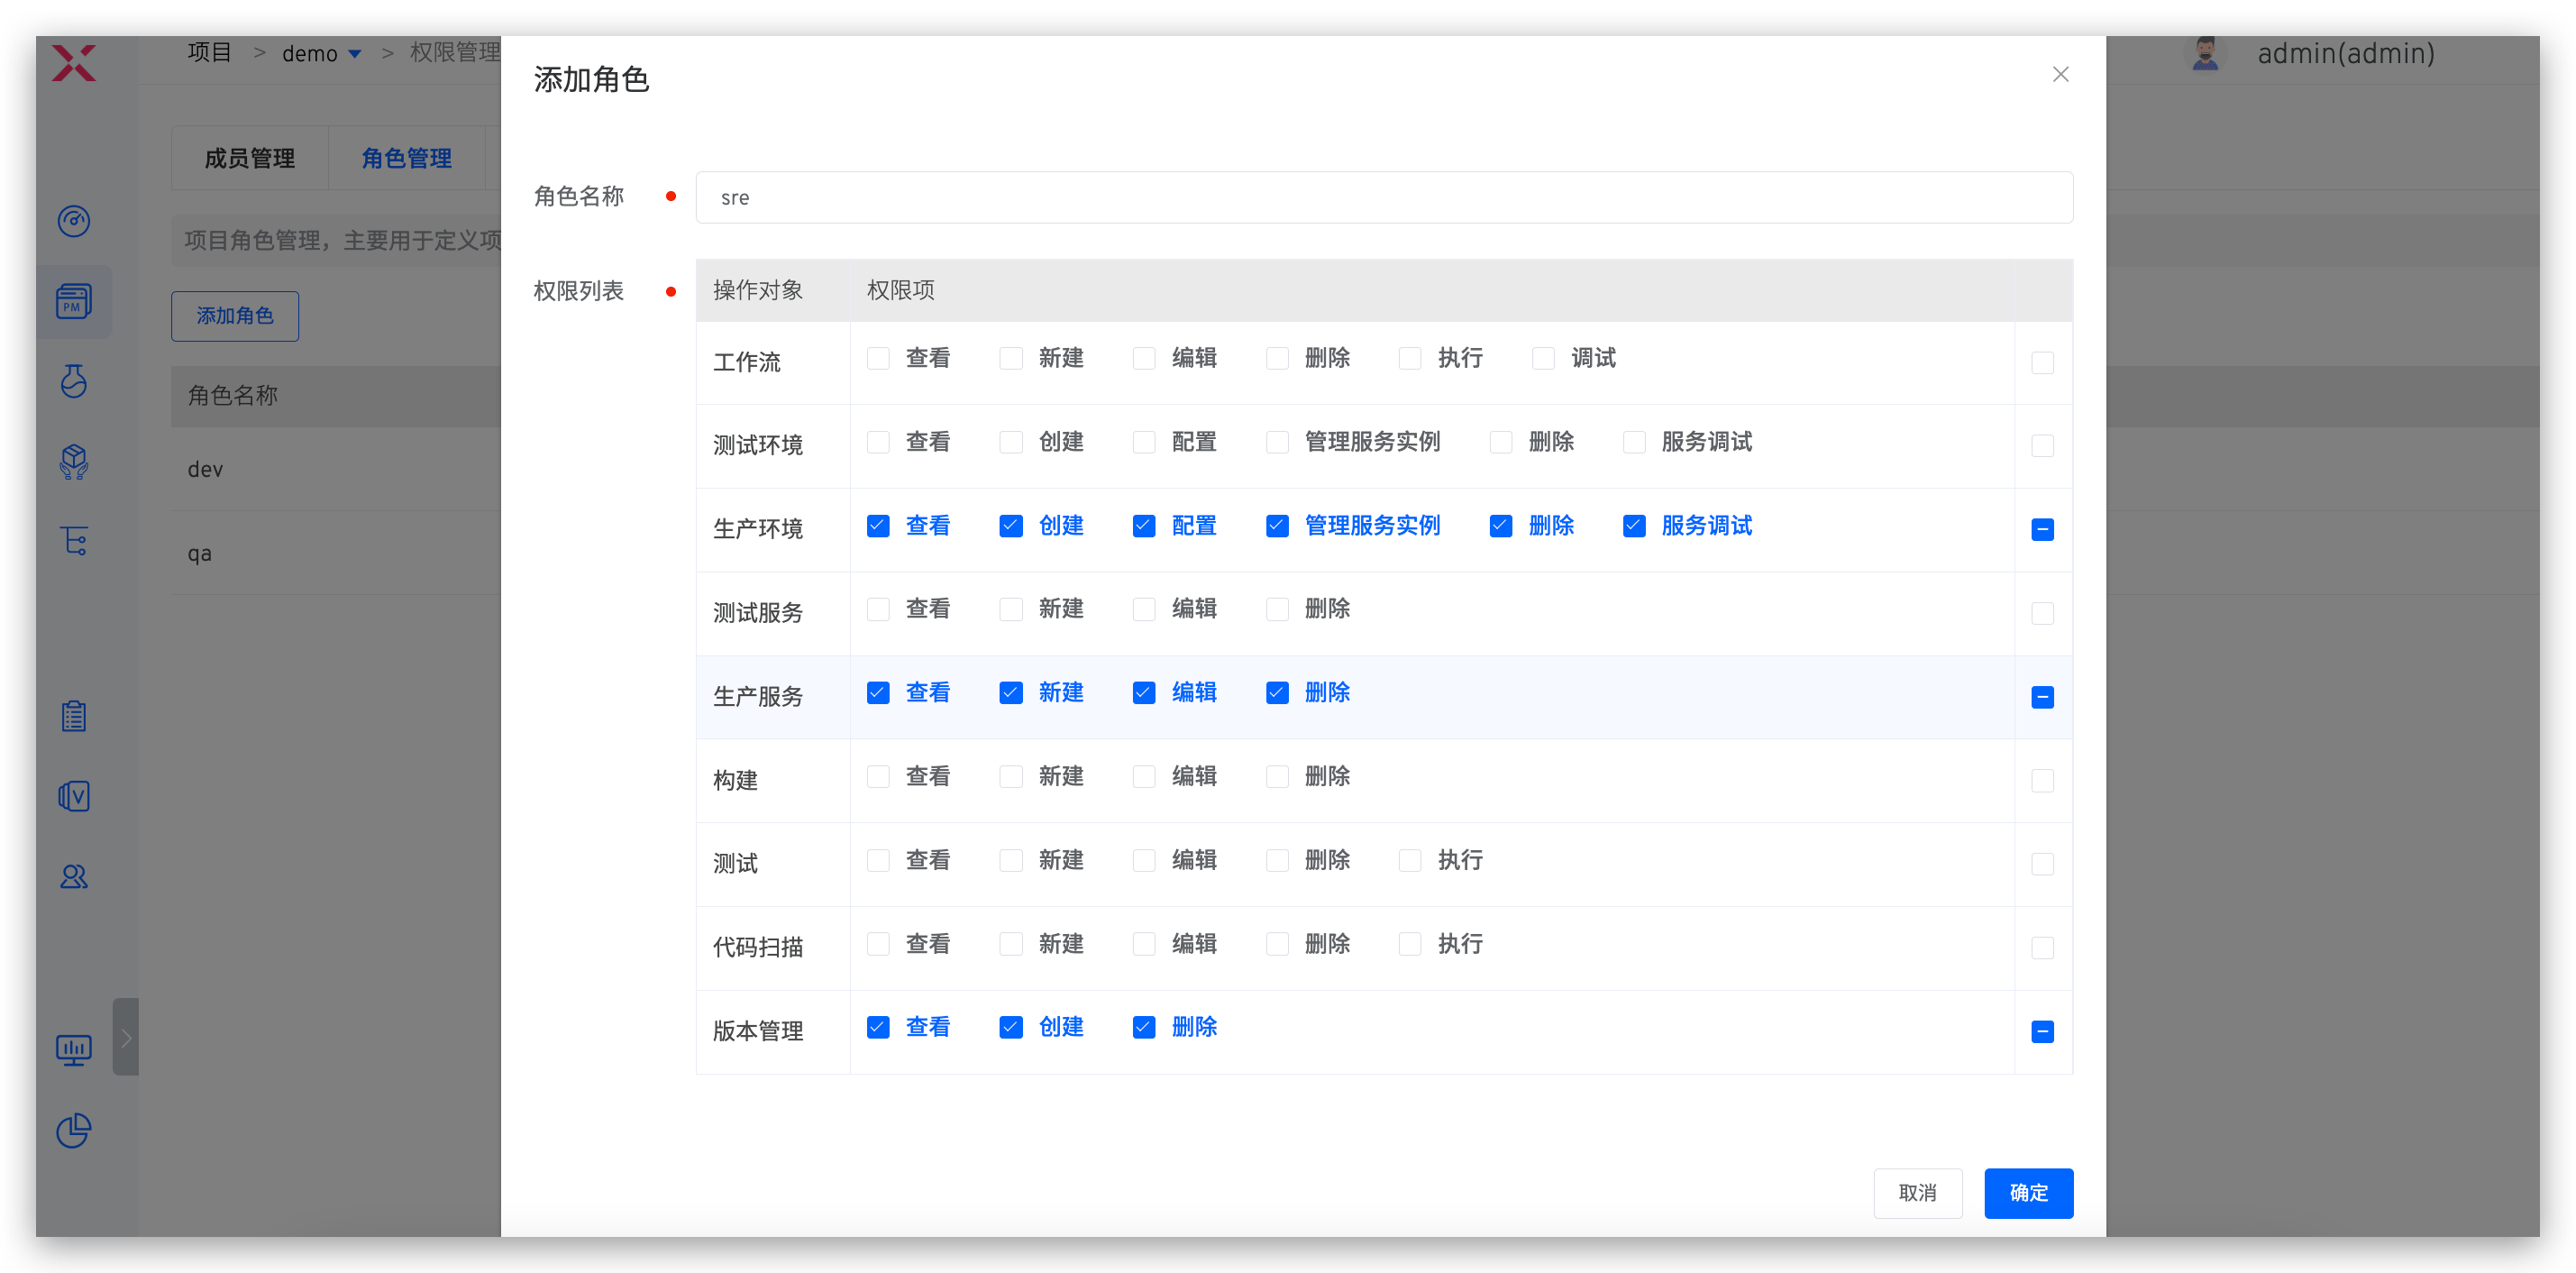 项目 > demo > 权限管理
admin(admin)
成员管理 角色管理
项目角色管理，主要用于定义项
添加角色
角色名称
dev
qa
PM
V
添加角色
角色名称 sre
权限列表 操作对象 权限项
工作流 查看 新建 编辑 删除 执行 调试
测试环境 查看 创建 配置 管理服务实例 删除 服务调试
生产环境 查看 创建 配置 管理服务实例 删除 服务调试
测试服务 查看 新建 编辑 删除
生产服务 查看 新建 编辑 删除
构建 查看 新建 编辑 删除
测试 查看 新建 编辑 删除 执行
代码扫描 查看 新建 编辑 删除 执行
版本管理 查看 创建 删除
取消 确定